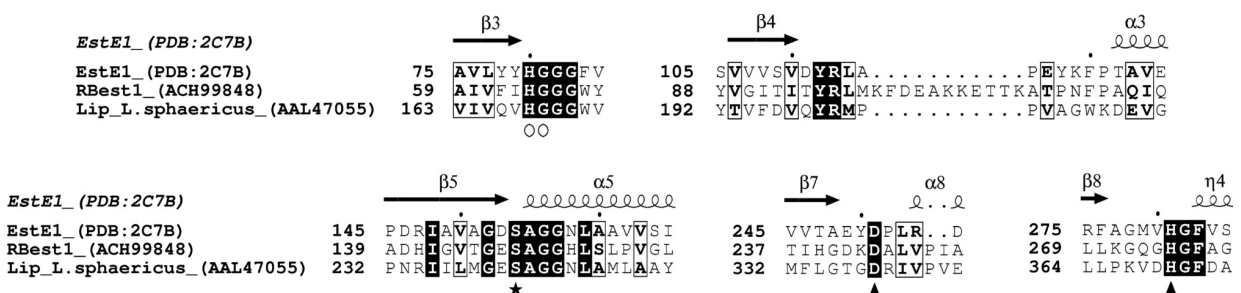 β3 β4 α3
EstE1_(PDB:2C7B)
EstE1_(PDB:2C7B) 75 AVLYYHGGGFV 105 SVVVSVDYRLA...........PEYKFPTAVE
RBest1_(ACH99848) 59 AIVFIHGGGWY 88 YVGITITYRLMKFDEAKKETTKATPNFPAQIQ
Lip_L.sphaericus_(AAL47055) 163 VIVQVHGGGWV 192 YTVFDVQYRMP...........PVAGWKDEVG
β5 α5 β7 α8 β8 η4
EstE1_(PDB:2C7B)
EstE1_(PDB:2C7B) 145 PDRIAVAGDSAGGNLAAVVSI 245 VVTAEYDPLR..D 275 RFAGMVHGFVS
RBest1_(ACH99848) 139 ADHIGVTGESAGGHLSLPVGL 237 TIHGDKDALVPIA 269 LLKGQQHGFAG
Lip_L.sphaericus_(AAL47055) 232 PNRIILMGESAGGNLAMLAAY 332 MFLGTGDRIVPVE 364 LLPKVDHGFDA